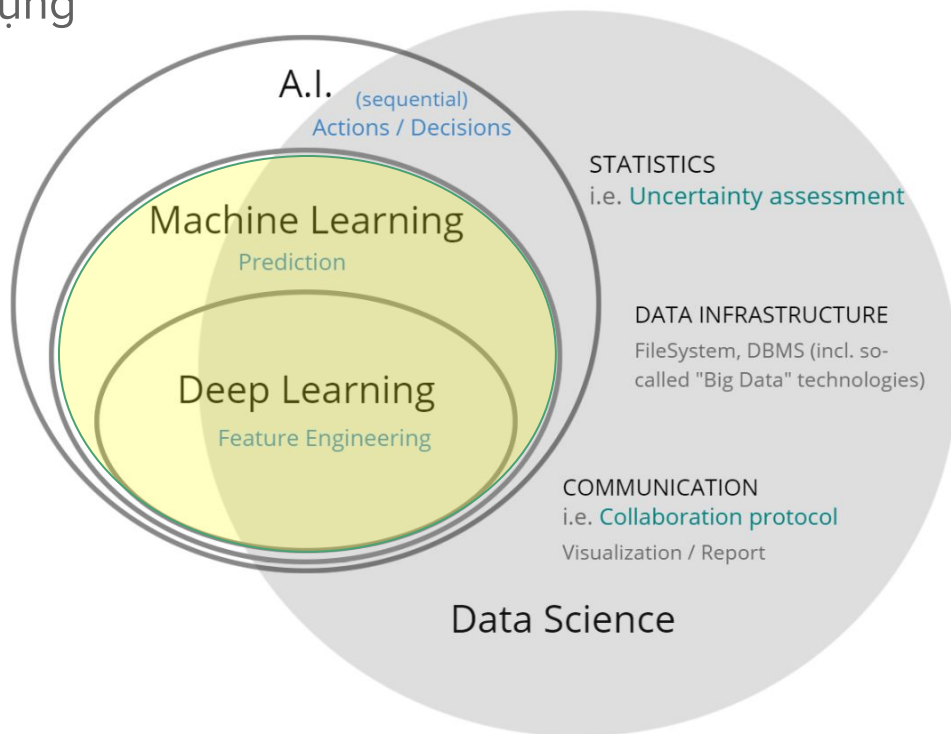 A.I.
(sequential)
Actions / Decisions
Machine Learning
Prediction
Deep Learning
Feature Engineering
STATISTICS
i.e. Uncertainty assessment
DATA INFRASTRUCTURE
FileSystem, DBMS (incl. so-
called "Big Data" technologies)
COMMUNICATION
i.e. Collaboration protocol
Visualization / Report
Data Science